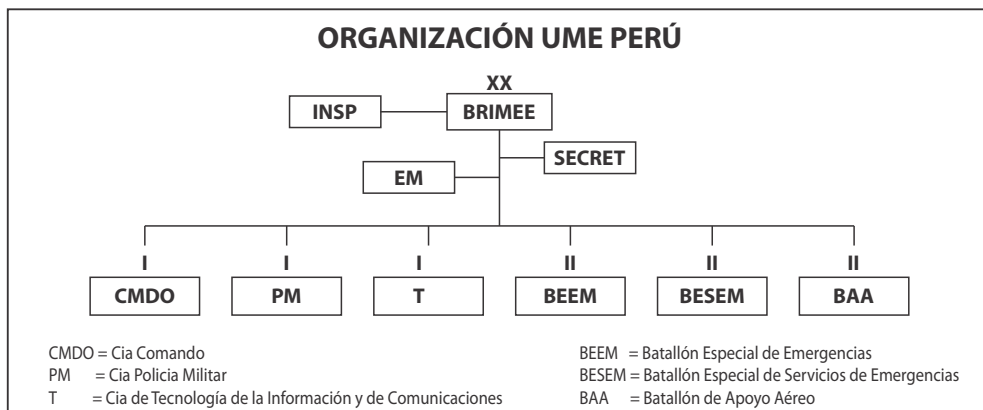 ORGANIZACIÓN UME PERÚ
XX
INSP BRIMEE
SECRET
EM
I I I II II II
CMDO PM T BEEM BESEM BAA
CMDO = Cia Comando
PM = Cia Policia Militar
T = Cia de Tecnología de la Información y de Comunicaciones
BEEM = Batallón Especial de Emergencias
BESEM = Batallón Especial de Servicios de Emergencias
BAA = Batallón de Apoyo Aéreo